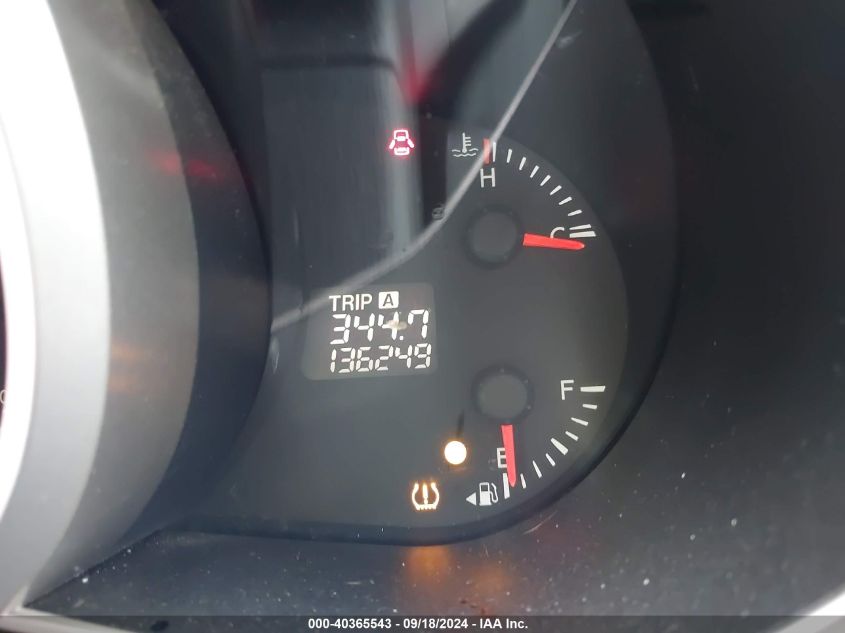 H
C
TRIP A
344.7
136249
F
E
000-40365543 - 09/18/2024 - IAA Inc.